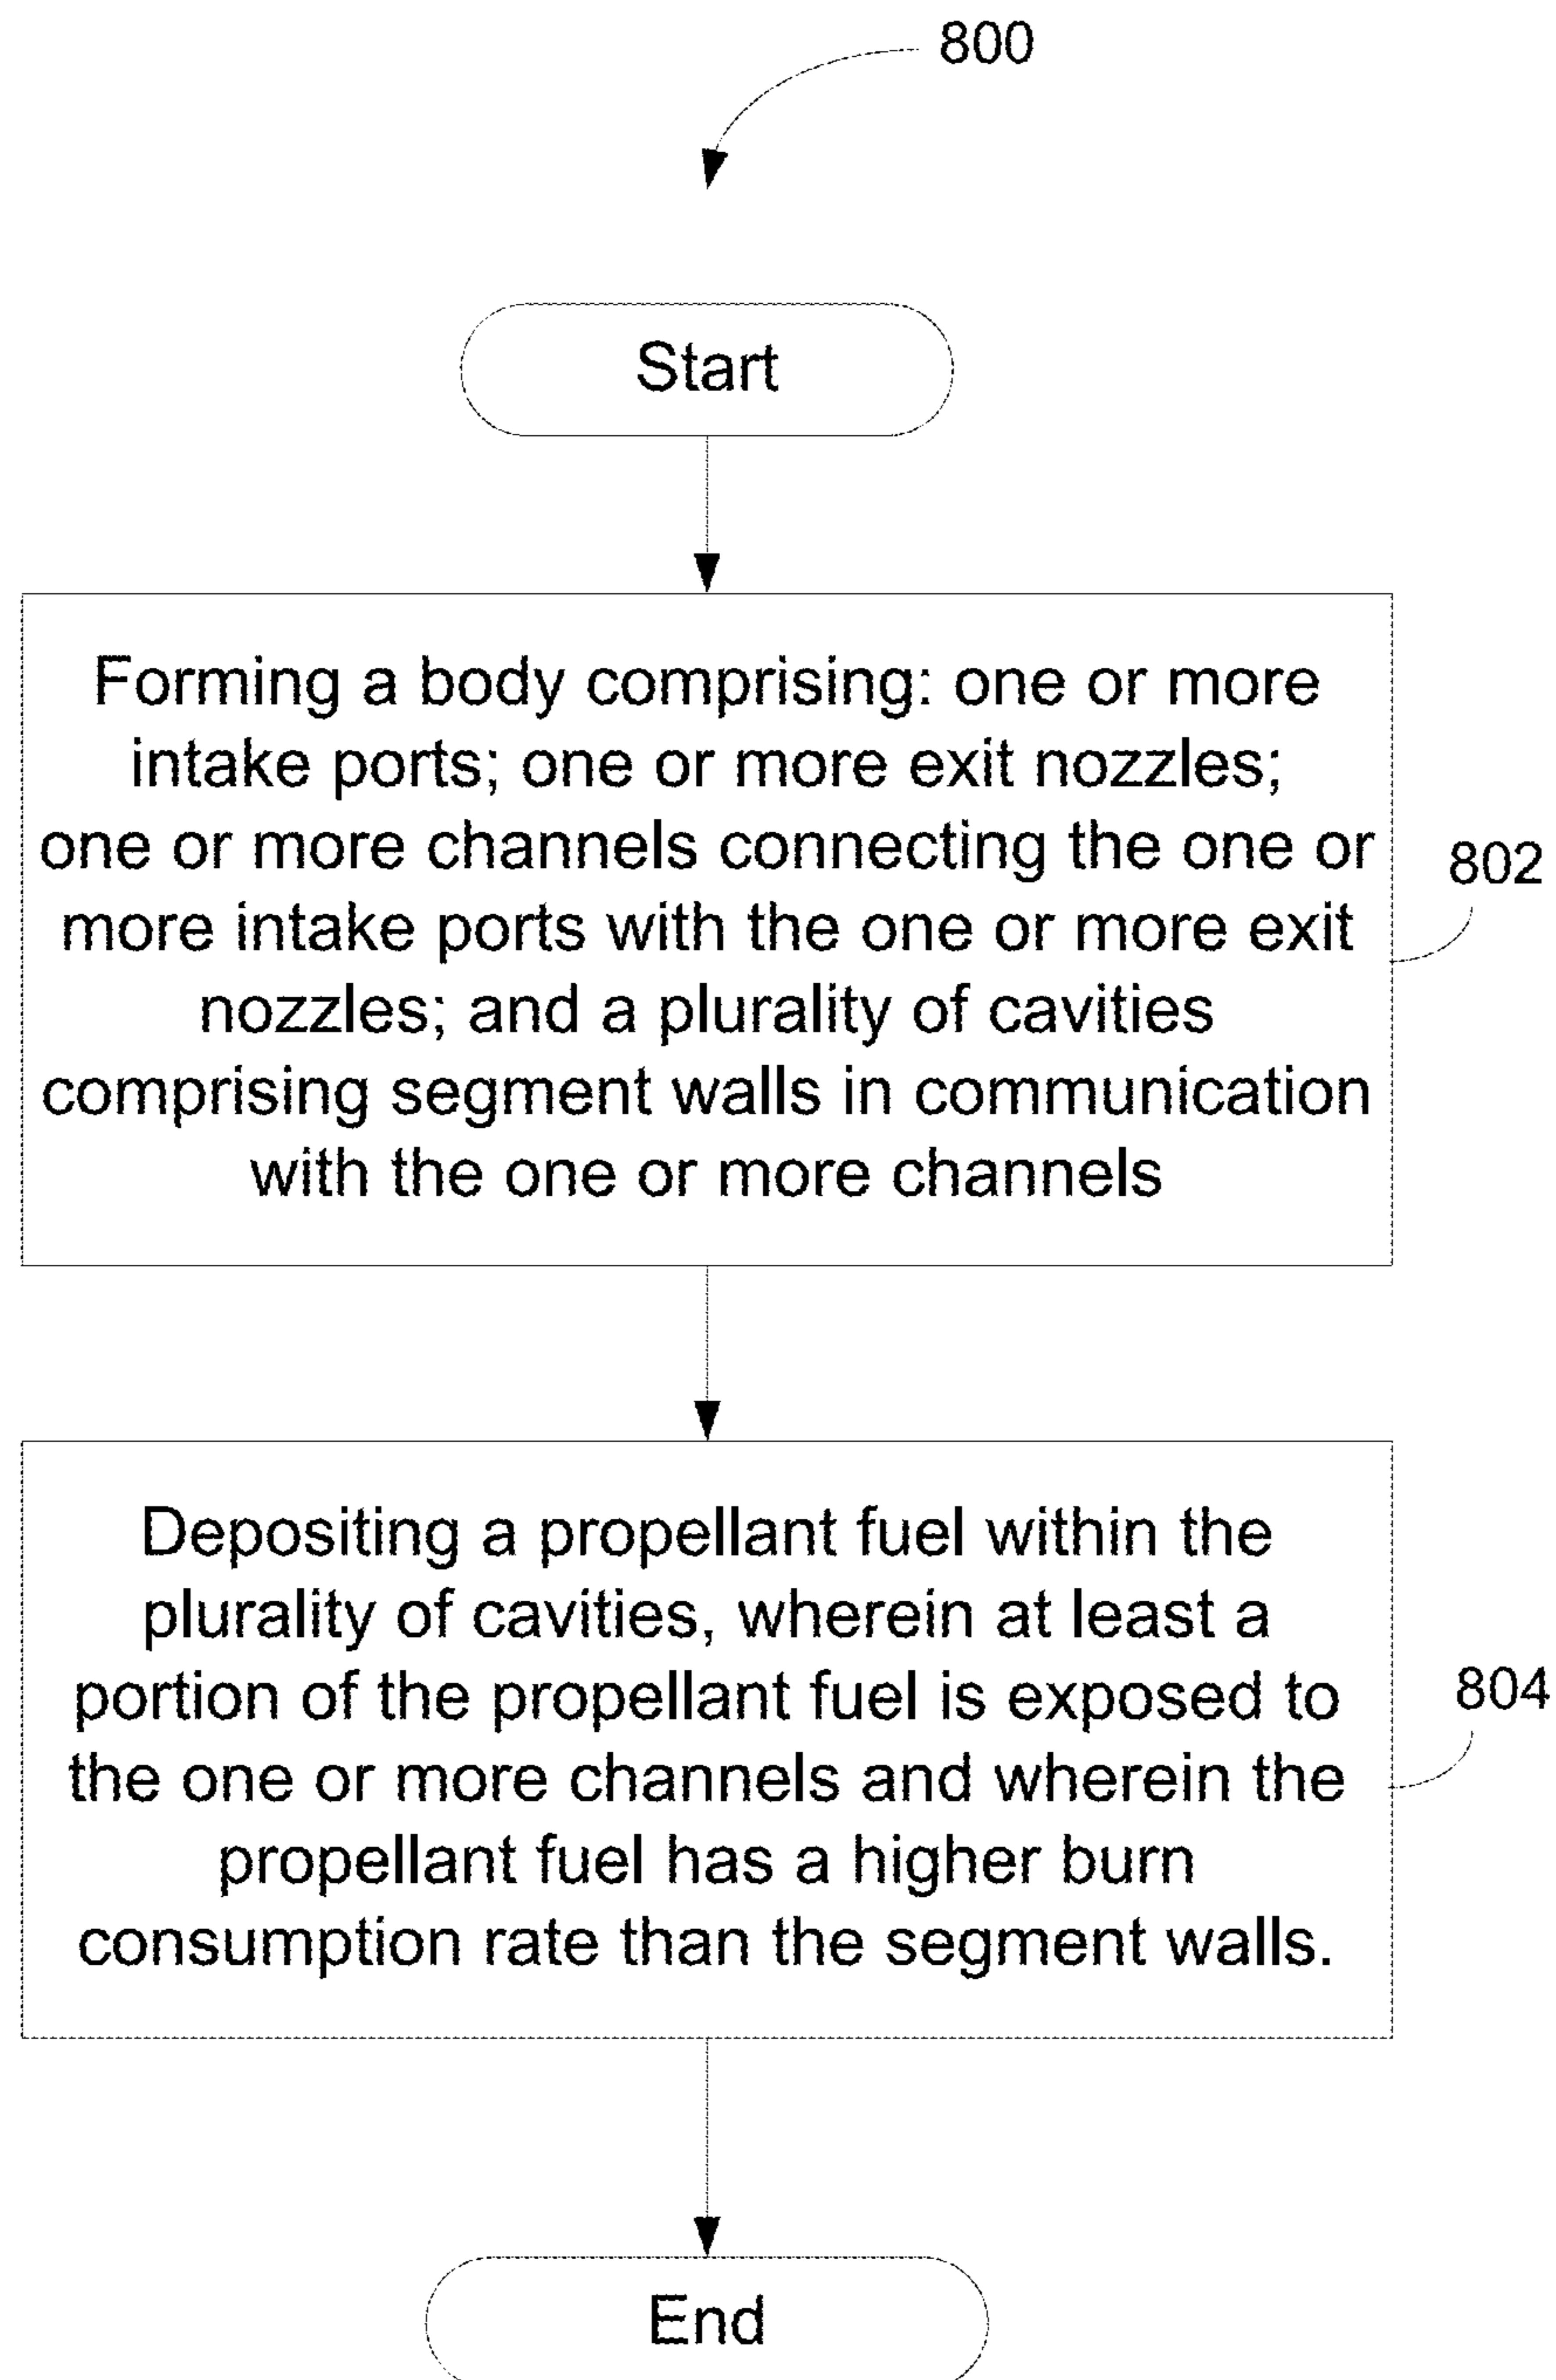 800
Start
Forming a body comprising: one or more
intake ports; one or more exit nozzles;
one or more channels connecting the one or
more intake ports with the one or more exit
nozzles; and a plurality of cavities
comprising segment walls in communication
with the one or more channels
802
Depositing a propellant fuel within the
plurality of cavities, wherein at least a
portion of the propellant fuel is exposed to
the one or more channels and wherein the
propellant fuel has a higher burn
consumption rate than the segment walls.
804
End